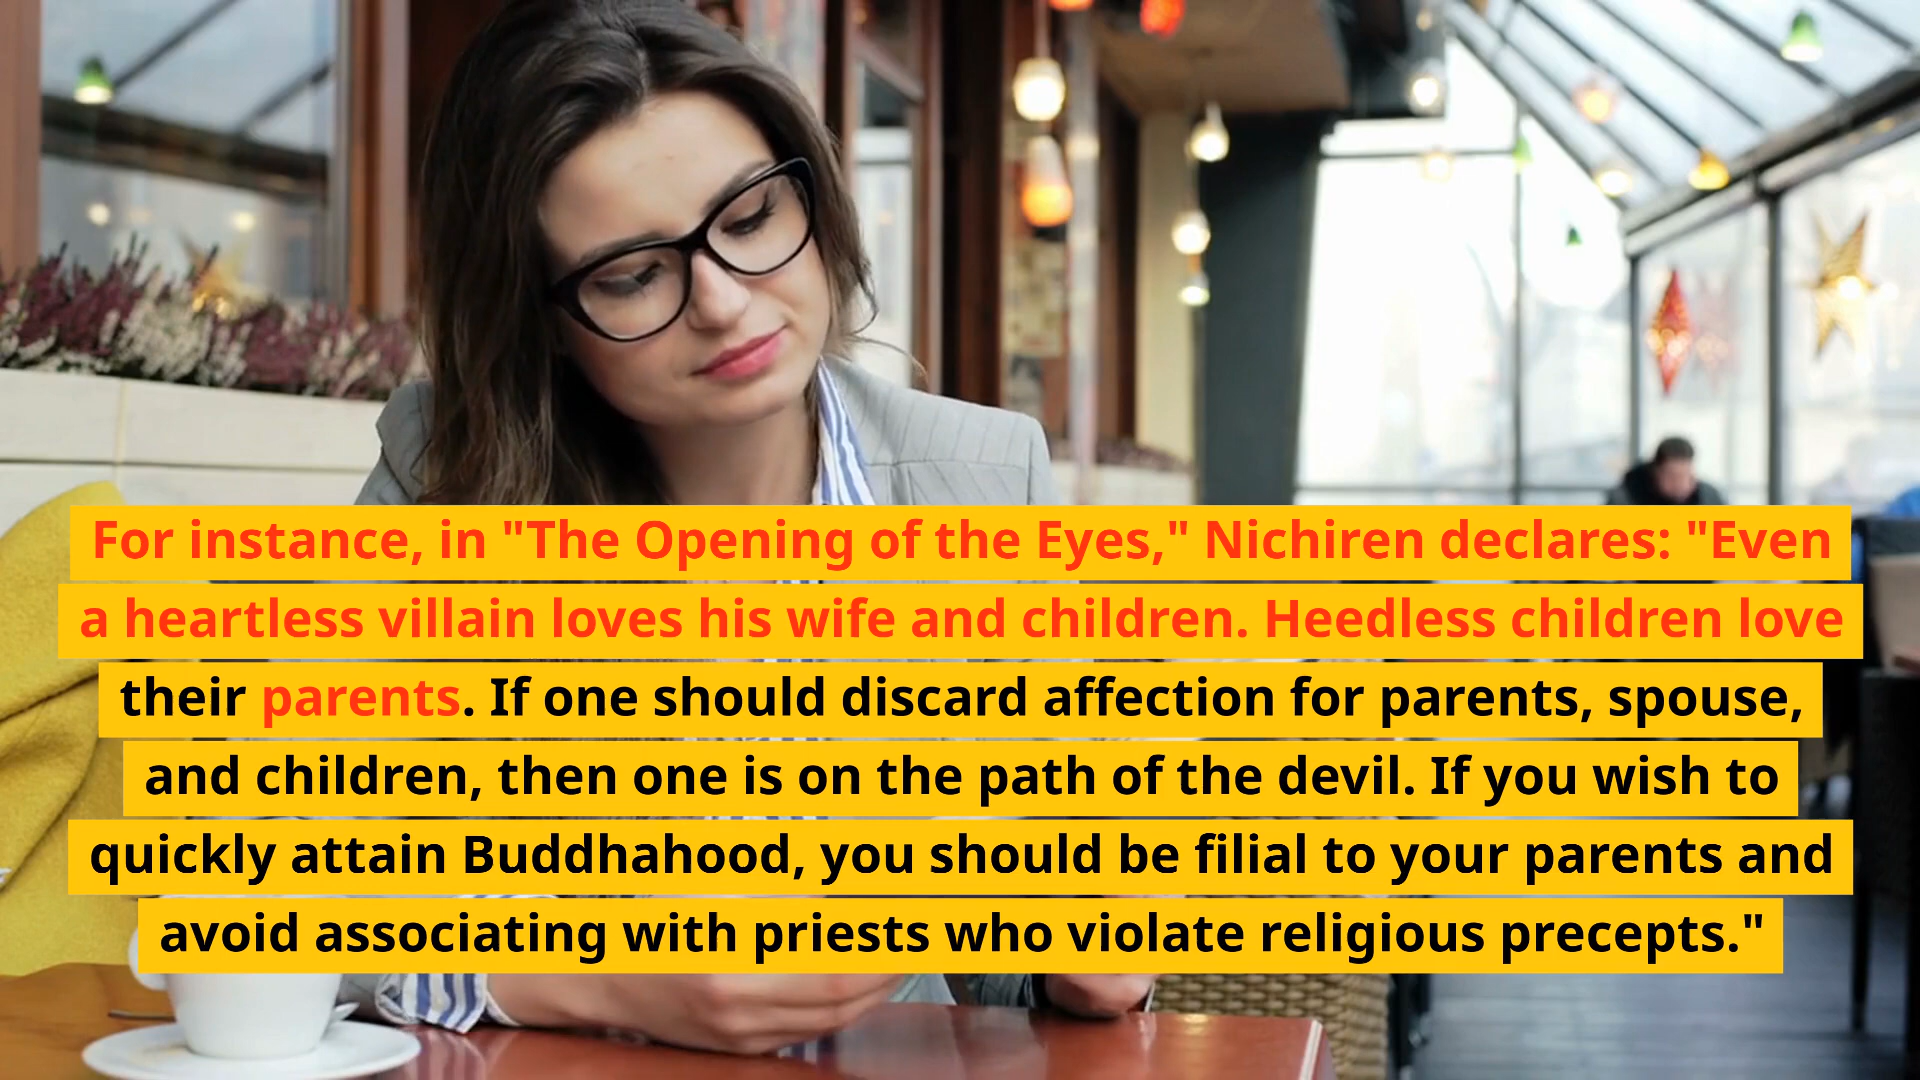 For instance, in "The Opening of the Eyes," Nichiren declares: "Even
a heartless villain loves his wife and children. Heedless children love
their parents. If one should discard affection for parents, spouse,
and children, then one is on the path of the devil. If you wish to
quickly attain Buddhahood, you should be filial to your parents and
avoid associating with priests who violate religious precepts."